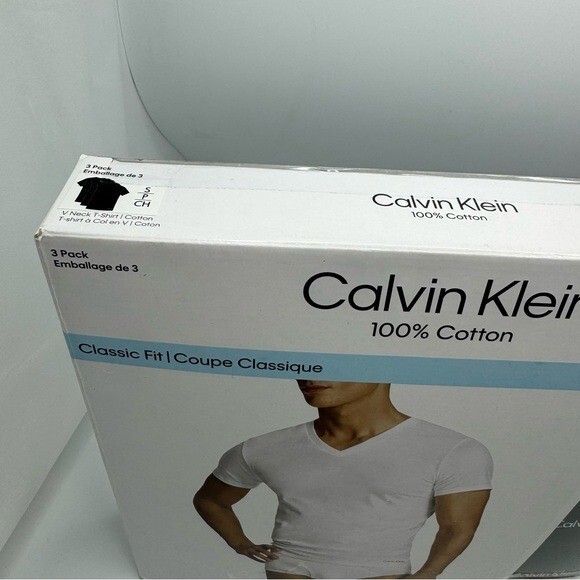 3 Pack
Emballage de 3
S
P
CH
V Neck T-Shirt | Cotton
T-shirt à Col en V | Coton
Calvin Klein
100% Cotton
3 Pack
Emballage de 3
Calvin Klein
100% Cotton
Classic Fit | Coupe Classique